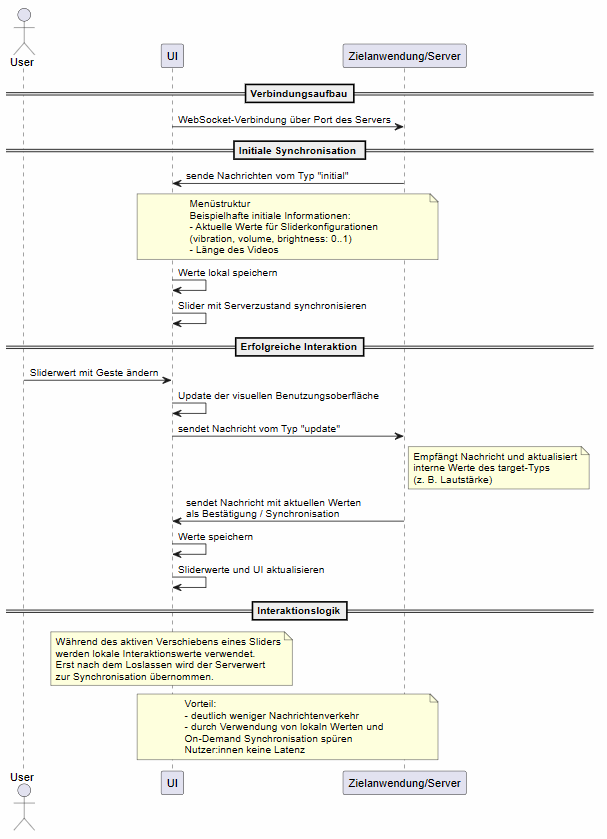 User
UI
Zielanwendung/Server
Verbindungsaufbau
WebSocket-Verbindung über Port des Servers
Initiale Synchronisation
sende Nachrichten vom Typ "initial"
Menüstruktur
Beispielhafte initiale Informationen:
- Aktuelle Werte für Sliderkonfigurationen
(vibration, volume, brightness: 0..1)
- Länge des Videos
Werte lokal speichern
Slider mit Serverzustand synchronisieren
Erfolgreiche Interaktion
Sliderwert mit Geste ändern
Update der visuellen Benutzungsoberfläche
sendet Nachricht vom Typ "update"
Empfängt Nachricht und aktualisiert
interne Werte des target-Typs
(z. B. Lautstärke)
sendet Nachricht mit aktuellen Werten
als Bestätigung / Synchronisation
Werte speichern
Sliderwerte und UI aktualisieren
Interaktionslogik
Während des aktiven Verschiebens eines Sliders
werden lokale Interaktionswerte verwendet.
Erst nach dem Loslassen wird der Serverwert
zur Synchronisation übernommen.
Vorteil:
- deutlich weniger Nachrichtenverkehr
- durch Verwendung von lokaln Werten und
On-Demand Synchronisation spüren
Nutzer:innen keine Latenz
User
UI
Zielanwendung/Server